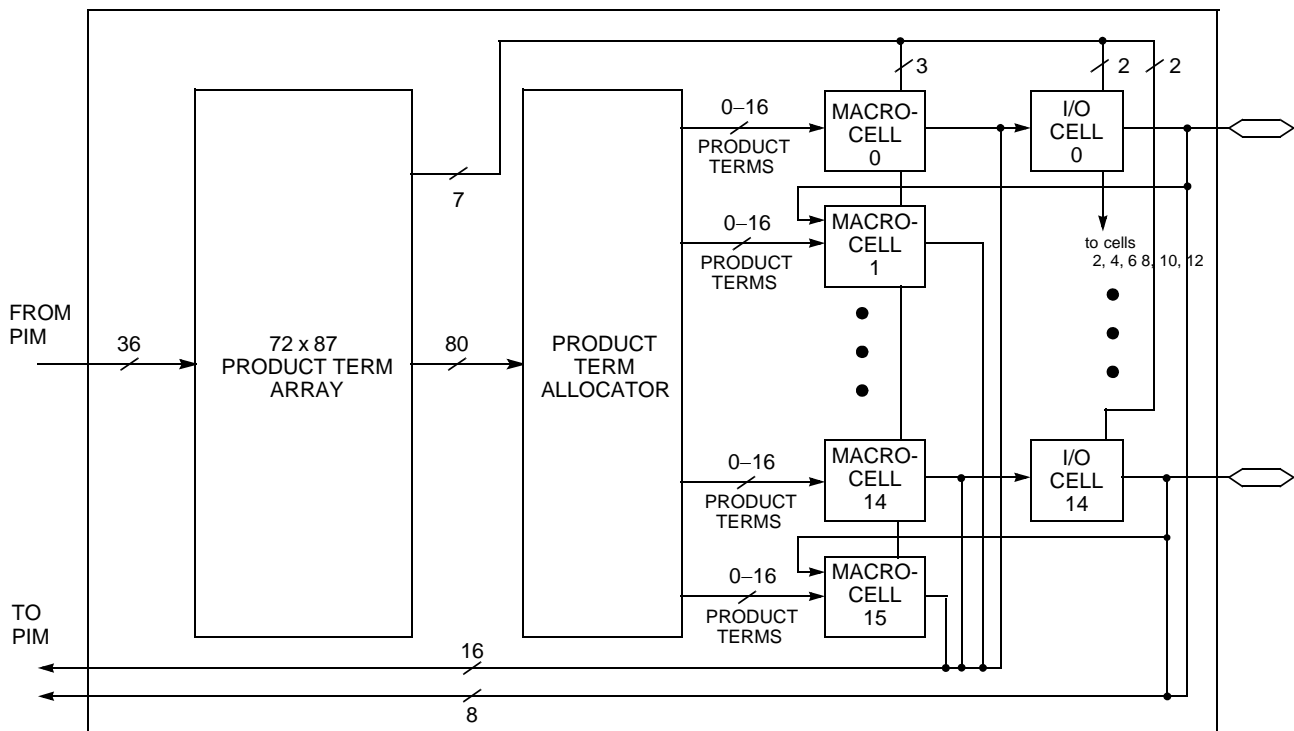 3
2
2
0–16
PRODUCT
TERMS
MACRO-
CELL
0
I/O
CELL
0
7
0–16
PRODUCT
TERMS
MACRO-
CELL
1
to cells
2, 4, 6 8, 10, 12
FROM
PIM
36
72 x 87
PRODUCT TERM
ARRAY
80
PRODUCT
TERM
ALLOCATOR
0–16
PRODUCT
TERMS
MACRO-
CELL
14
I/O
CELL
14
0–16
PRODUCT
TERMS
MACRO-
CELL
15
TO
PIM
16
8